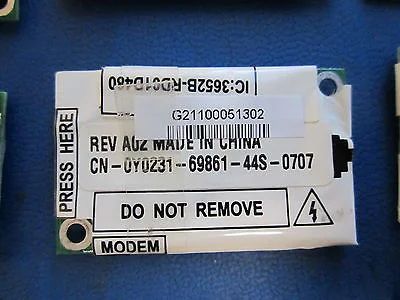 IC:3652B-RD01D460
G21100051302
REV A02 MADE IN CHINA
CN-0Y0231-69861-44S-0707
PRESS HERE
DO NOT REMOVE
MODEM